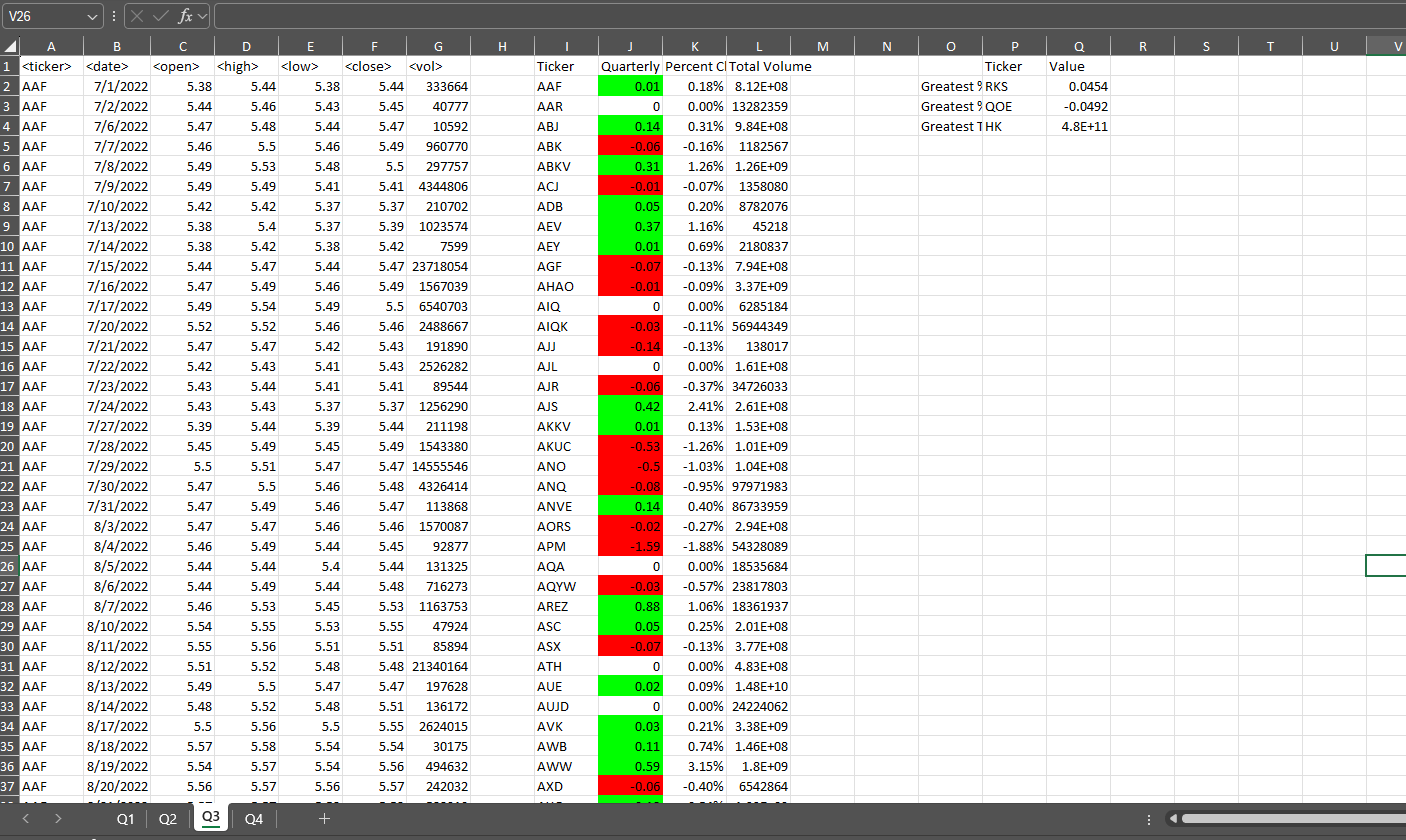 V26 fx
A B C D E F G H I J K L M N O P Q R S T U V
1 <ticker> <date> <open> <high> <low> <close> <vol> Ticker Quarterly Percent Cl Total Volume Ticker Value
2 AAF 7/1/2022 5.38 5.44 5.38 5.44 333664 AAF 0.01 0.18% 8.12E+08 Greatest % RKS 0.0454
3 AAF 7/2/2022 5.44 5.46 5.43 5.45 40777 AAR 0 0.00% 13282359 Greatest % QOE -0.0492
4 AAF 7/6/2022 5.47 5.48 5.44 5.47 10592 ABJ 0.14 0.31% 9.84E+08 Greatest T HK 4.8E+11
5 AAF 7/7/2022 5.46 5.5 5.46 5.49 960770 ABK -0.06 -0.16% 1182567
6 AAF 7/8/2022 5.49 5.53 5.48 5.5 297757 ABKV 0.31 1.26% 1.26E+09
7 AAF 7/9/2022 5.49 5.49 5.41 5.41 4344806 ACJ -0.01 -0.07% 1358080
8 AAF 7/10/2022 5.42 5.42 5.37 5.37 210702 ADB 0.05 0.20% 8782076
9 AAF 7/13/2022 5.38 5.4 5.37 5.39 1023574 AEV 0.37 1.16% 45218
10 AAF 7/14/2022 5.38 5.42 5.38 5.42 7599 AEY 0.01 0.69% 2180837
11 AAF 7/15/2022 5.44 5.47 5.44 5.47 23718054 AGF -0.07 -0.13% 7.94E+08
12 AAF 7/16/2022 5.47 5.49 5.46 5.49 1567039 AHAO -0.01 -0.09% 3.37E+09
13 AAF 7/17/2022 5.49 5.54 5.49 5.5 6540703 AIQ 0 0.00% 6285184
14 AAF 7/20/2022 5.52 5.52 5.46 5.46 2488667 AIQK -0.03 -0.11% 56944349
15 AAF 7/21/2022 5.47 5.47 5.42 5.43 191890 AJJ -0.14 -0.13% 138017
16 AAF 7/22/2022 5.42 5.43 5.41 5.43 2526282 AJL 0 0.00% 1.61E+08
17 AAF 7/23/2022 5.43 5.44 5.41 5.41 89544 AJR -0.06 -0.37% 34726033
18 AAF 7/24/2022 5.43 5.43 5.37 5.37 1256290 AJS 0.42 2.41% 2.61E+08
19 AAF 7/27/2022 5.39 5.44 5.39 5.44 211198 AKKV 0.01 0.13% 1.53E+08
20 AAF 7/28/2022 5.45 5.49 5.45 5.49 1543380 AKUC -0.53 -1.26% 1.01E+09
21 AAF 7/29/2022 5.5 5.51 5.47 5.47 14555546 ANO -0.5 -1.03% 1.04E+08
22 AAF 7/30/2022 5.47 5.5 5.46 5.48 4326414 ANQ -0.08 -0.95% 97971983
23 AAF 7/31/2022 5.47 5.49 5.46 5.47 113868 ANVE 0.14 0.40% 86733959
24 AAF 8/3/2022 5.47 5.47 5.46 5.46 1570087 AORS -0.02 -0.27% 2.94E+08
25 AAF 8/4/2022 5.46 5.49 5.44 5.45 92877 APM -1.59 -1.88% 54328089
26 AAF 8/5/2022 5.44 5.44 5.4 5.44 131325 AQA 0 0.00% 18535684
27 AAF 8/6/2022 5.44 5.49 5.44 5.48 716273 AQYW -0.03 -0.57% 23817803
28 AAF 8/7/2022 5.46 5.53 5.45 5.53 1163753 AREZ 0.88 1.06% 18361937
29 AAF 8/10/2022 5.54 5.55 5.53 5.55 47924 ASC 0.05 0.25% 2.01E+08
30 AAF 8/11/2022 5.55 5.56 5.51 5.51 85894 ASX -0.07 -0.13% 3.77E+08
31 AAF 8/12/2022 5.51 5.52 5.48 5.48 21340164 ATH 0 0.00% 4.83E+08
32 AAF 8/13/2022 5.49 5.5 5.47 5.47 197628 AUE 0.02 0.09% 1.48E+10
33 AAF 8/14/2022 5.48 5.52 5.48 5.51 136172 AUJD 0 0.00% 24224062
34 AAF 8/17/2022 5.5 5.56 5.5 5.55 2624015 AVK 0.03 0.21% 3.38E+09
35 AAF 8/18/2022 5.57 5.58 5.54 5.54 30175 AWB 0.11 0.74% 1.46E+08
36 AAF 8/19/2022 5.54 5.57 5.54 5.56 494632 AWW 0.59 3.15% 1.8E+09
37 AAF 8/20/2022 5.56 5.57 5.56 5.57 242032 AXD -0.06 -0.40% 6542864
Q1 Q2 Q3 Q4